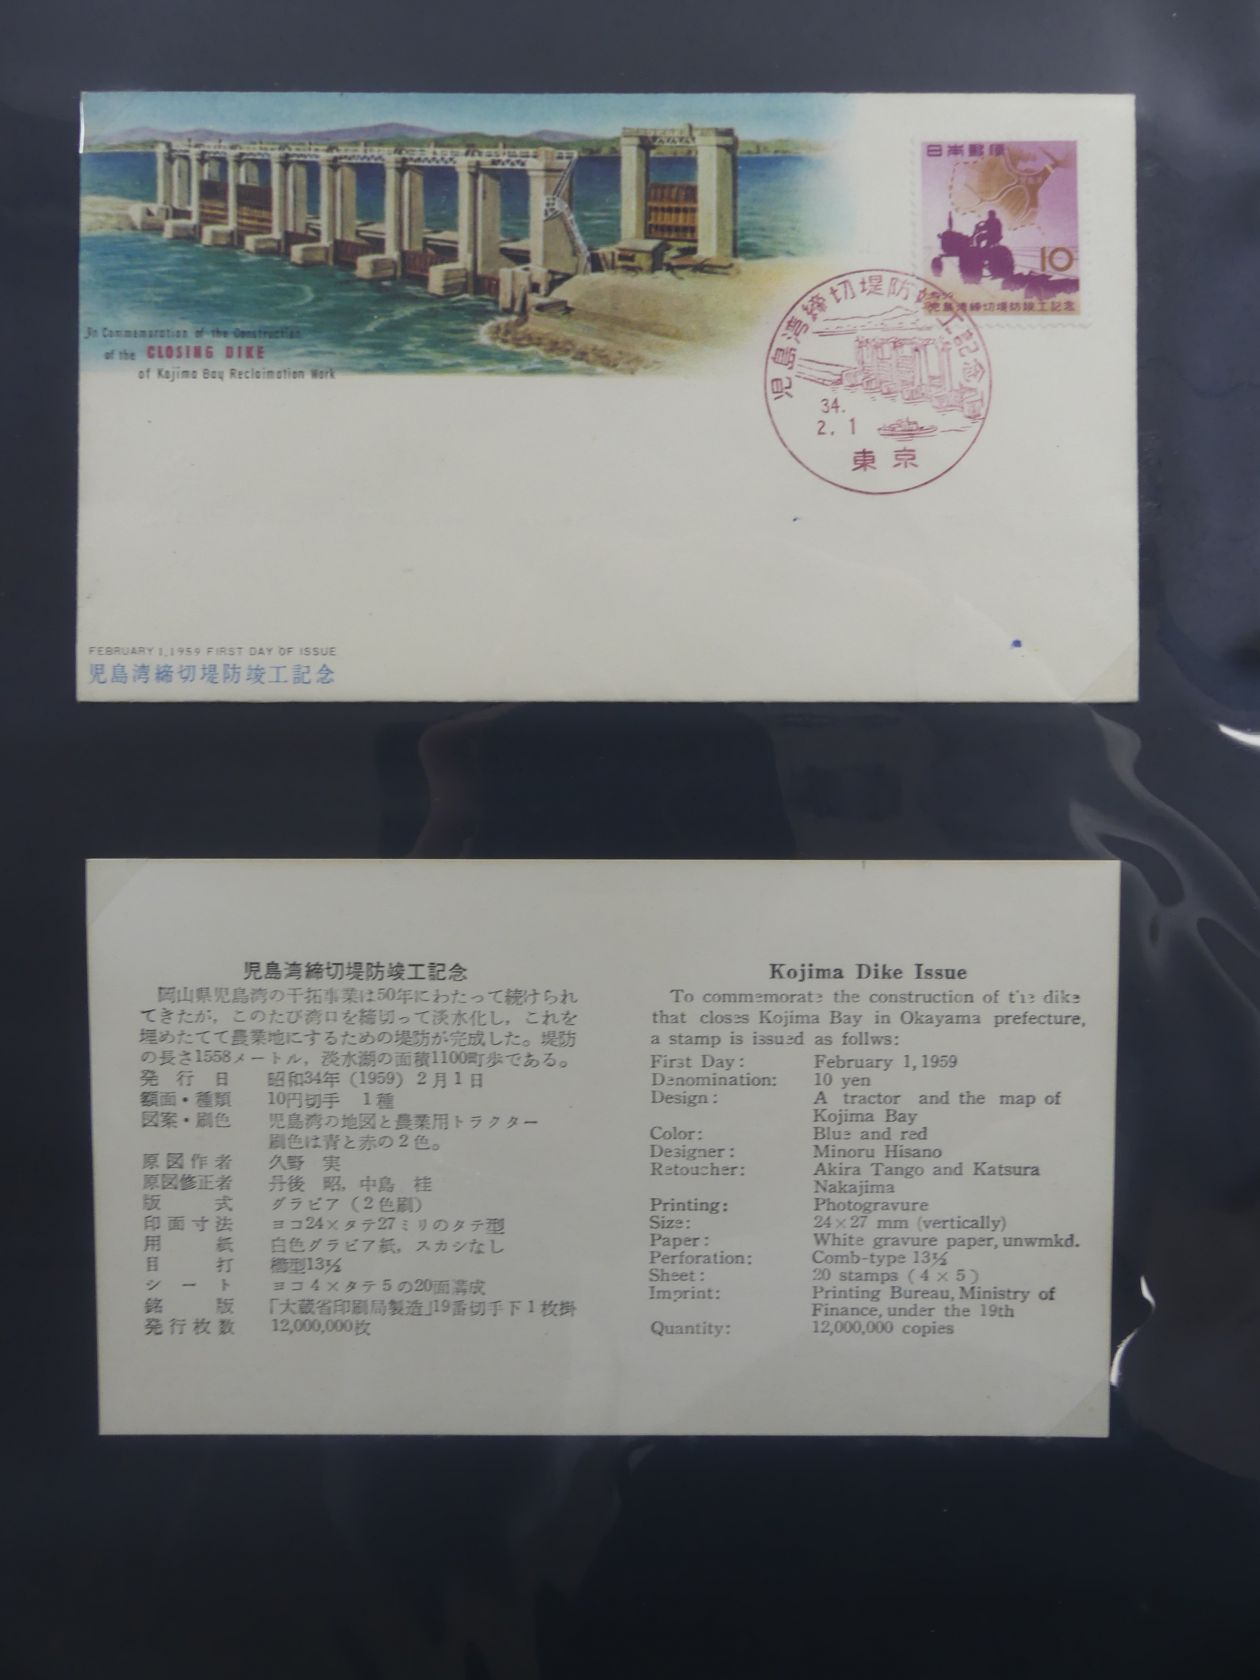 In Commemoration of the Construction
of the CLOSING DIKE
of Kojima Bay Reclaimation Work
日本郵便
10
児島湾締切堤防竣工記念
児島湾締切堤防竣工記念
34.
2. 1
東京
FEBRUARY 1, 1959 FIRST DAY OF ISSUE
児島湾締切堤防竣工記念
児島湾締切堤防竣工記念
岡山県児島湾の干拓事業は50年にわたって続けられ
てきたが，このたび湾口を締切って淡水化し，これを
埋めたてて農業地にするための堤防が完成した。堤防
の長さ1558メートル，淡水湖の面積1100町歩である。
発行日 昭和34年（1959）2月1日
額面・種類 10円切手 1種
図案・刷色 児島湾の地図と農業用トラクター
刷色は青と赤の2色。
原図作者 久野 実
原図修正者 丹後 昭，中島 桂
版式 グラビア（2色刷）
印面寸法 ヨコ24×タテ27ミリのタテ型
用紙 白色グラビア紙，スカシなし
目打 櫛型13½
シート ヨコ4×タテ5の20面構成
銘版 「大蔵省印刷局製造」19番切手下1枚掛
発行枚数 12,000,000枚
Kojima Dike Issue
To commemorate the construction of the dike
that closes Kojima Bay in Okayama prefecture,
a stamp is issued as follws:
First Day: February 1, 1959
Denomination: 10 yen
Design: A tractor and the map of
Kojima Bay
Color: Blue and red
Designer: Minoru Hisano
Retoucher: Akira Tango and Katsura
Nakajima
Printing: Photogravure
Size: 24×27 mm (vertically)
Paper: White gravure paper, unwmkd.
Perforation: Comb-type 13½
Sheet: 20 stamps (4×5)
Imprint: Printing Bureau, Ministry of
Finance, under the 19th
Quantity: 12,000,000 copies